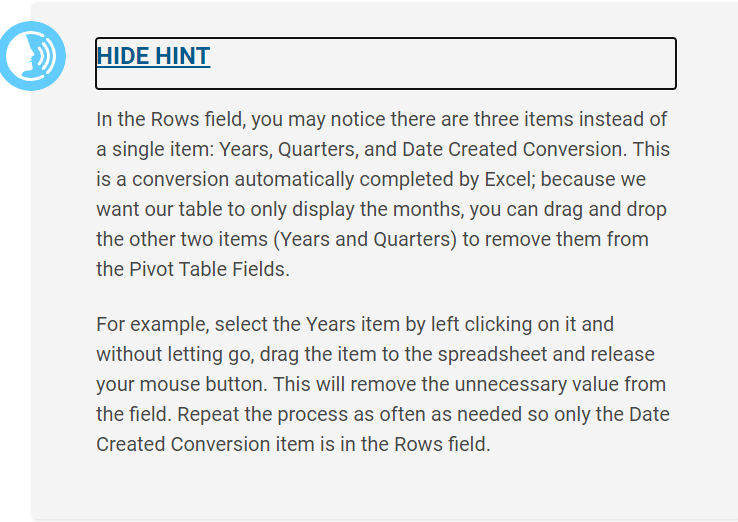 HIDE HINT
In the Rows field, you may notice there are three items instead of
a single item: Years, Quarters, and Date Created Conversion. This
is a conversion automatically completed by Excel; because we
want our table to only display the months, you can drag and drop
the other two items (Years and Quarters) to remove them from
the Pivot Table Fields.
For example, select the Years item by left clicking on it and
without letting go, drag the item to the spreadsheet and release
your mouse button. This will remove the unnecessary value from
the field. Repeat the process as often as needed so only the Date
Created Conversion item is in the Rows field.